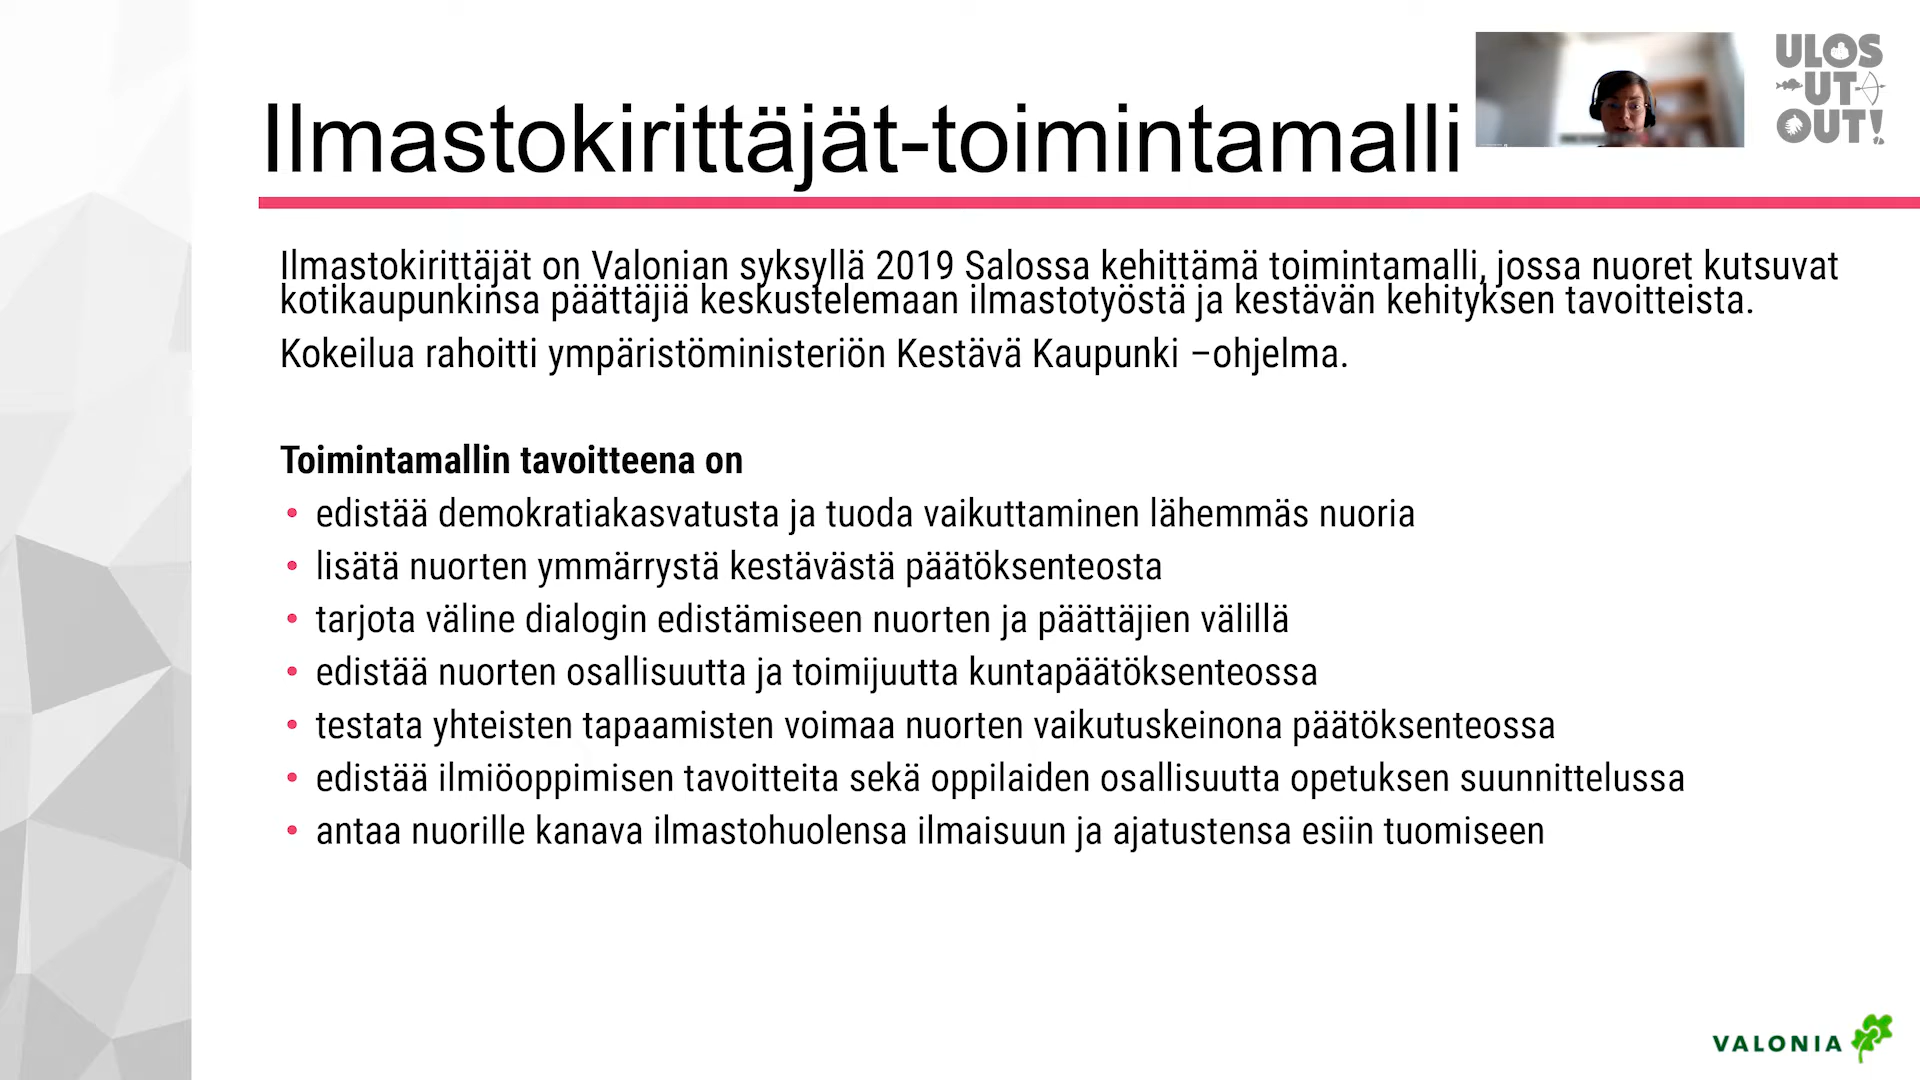 ULOS
UT
OUT!
Ilmastokirittäjät-toimintamalli
Ilmastokirittäjät on Valonian syksyllä 2019 Salossa kehittämä toimintamalli, jossa nuoret kutsuvat
kotikaupunkinsa päättäjiä keskustelemaan ilmastotyöstä ja kestävän kehityksen tavoitteista.
Kokeilua rahoitti ympäristöministeriön Kestävä Kaupunki –ohjelma.
Toimintamallin tavoitteena on
• edistää demokratiakasvatusta ja tuoda vaikuttaminen lähemmäs nuoria
• lisätä nuorten ymmärrystä kestävästä päätöksenteosta
• tarjota väline dialogin edistämiseen nuorten ja päättäjien välillä
• edistää nuorten osallisuutta ja toimijuutta kuntapäätöksenteossa
• testata yhteisten tapaamisten voimaa nuorten vaikutuskeinona päätöksenteossa
• edistää ilmiöoppimisen tavoitteita sekä oppilaiden osallisuutta opetuksen suunnittelussa
• antaa nuorille kanava ilmastohuolensa ilmaisuun ja ajatustensa esiin tuomiseen
VALONIA